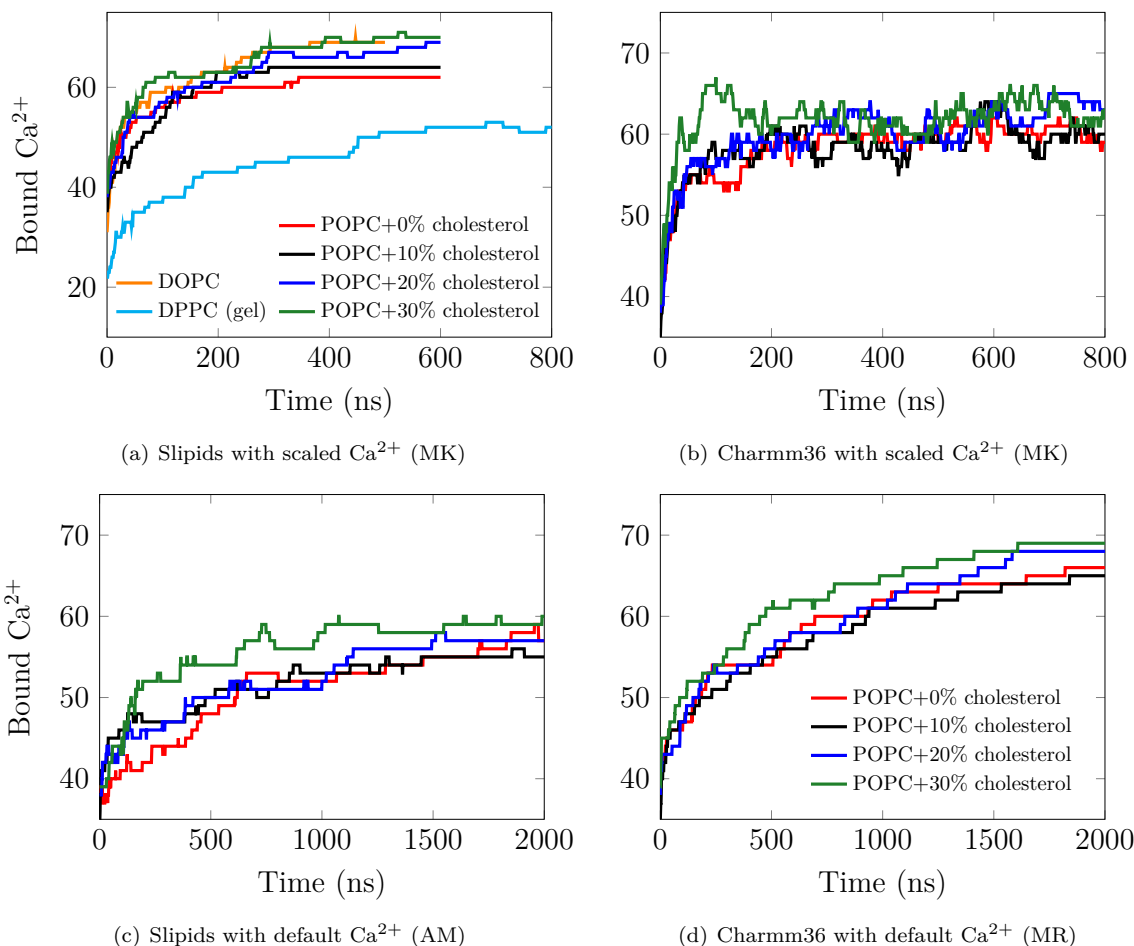 60
40
20
0
200
400
600
800
Bound Ca²⁺
Time (ns)
DOPC
DPPC (gel)
POPC+0% cholesterol
POPC+10% cholesterol
POPC+20% cholesterol
POPC+30% cholesterol
(a) Slipids with scaled Ca²⁺ (MK)
70
60
50
40
0
200
400
600
800
Time (ns)
(b) Charmm36 with scaled Ca²⁺ (MK)
70
60
50
40
0
500
1000
1500
2000
Bound Ca²⁺
Time (ns)
(c) Slipids with default Ca²⁺ (AM)
70
60
50
40
0
500
1000
1500
2000
Time (ns)
POPC+0% cholesterol
POPC+10% cholesterol
POPC+20% cholesterol
POPC+30% cholesterol
(d) Charmm36 with default Ca²⁺ (MR)